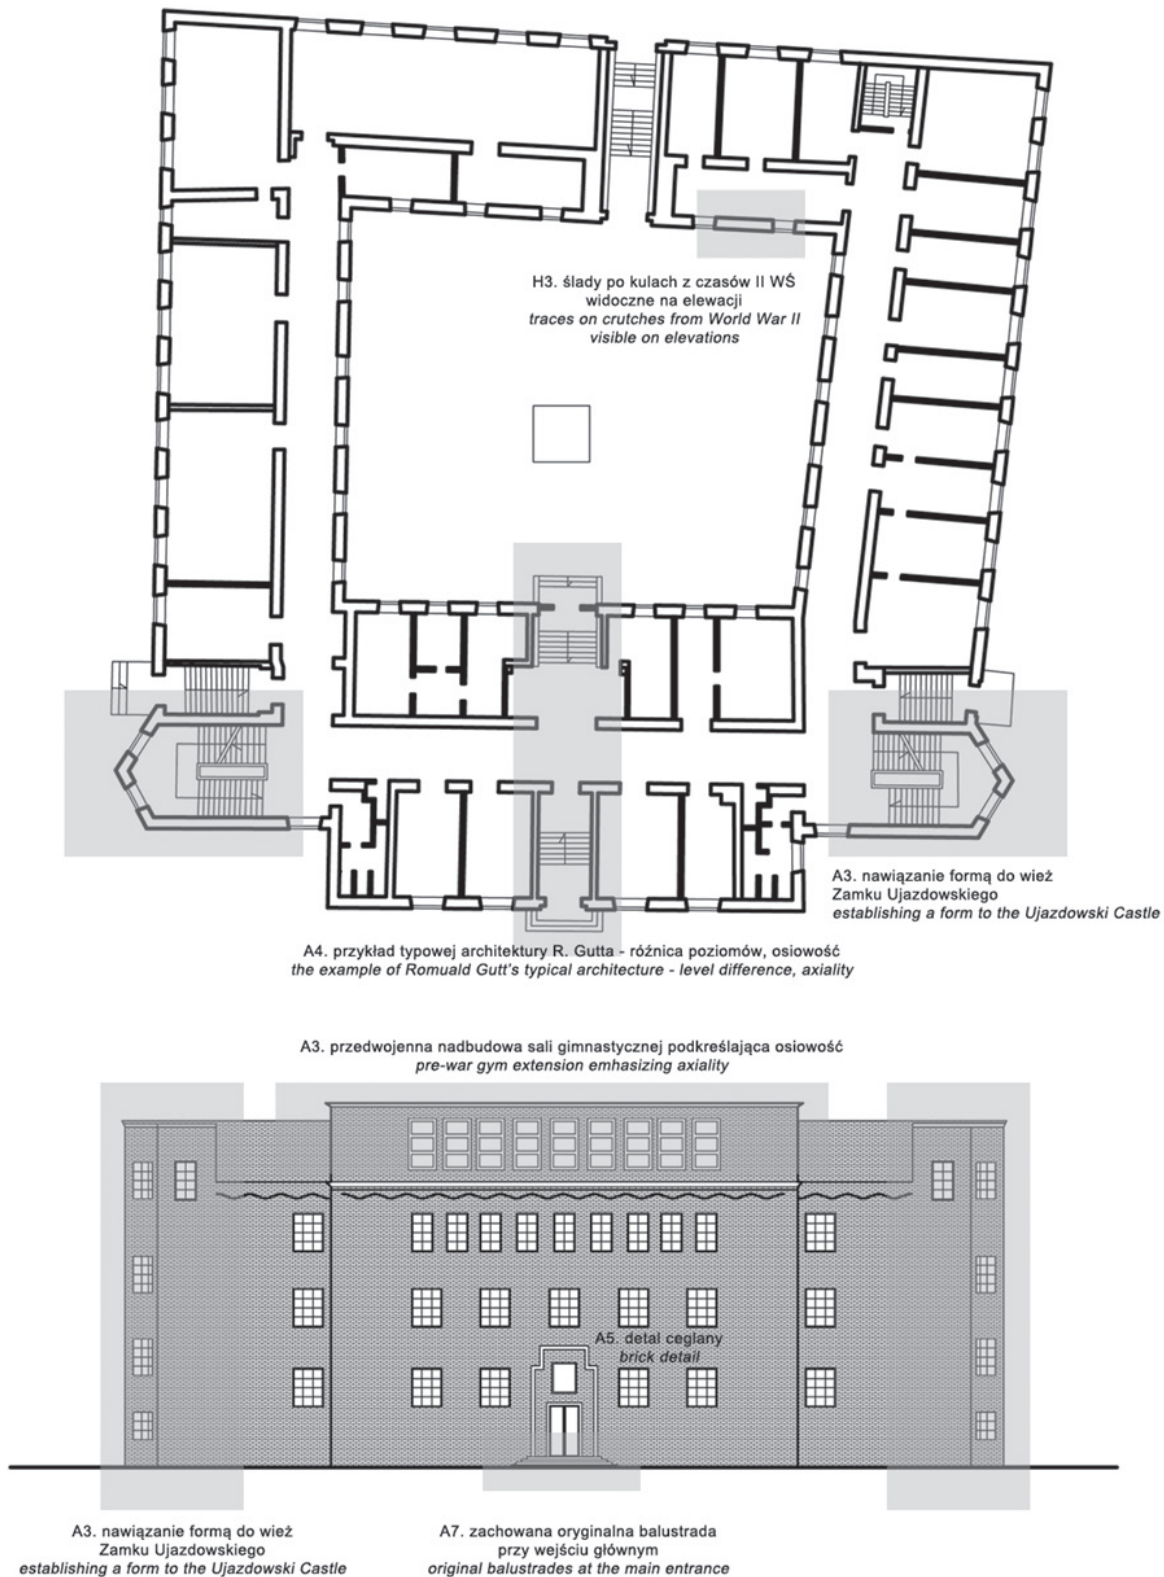 H3. ślady po kulach z czasów II WŚ
widoczne na elewacji
traces on crutches from World War II
visible on elevations
A3. nawiązanie formą do wież
Zamku Ujazdowskiego
establishing a form to the Ujazdowski Castle
A4. przykład typowej architektury R. Gutta - różnica poziomów, osiowość
the example of Romuald Gutt's typical architecture - level difference, axiality
A3. przedwojenna nadbudowa sali gimnastycznej podkreślająca osiowość
pre-war gym extension emhasizing axiality
A5. detal ceglany
brick detail
A3. nawiązanie formą do wież
Zamku Ujazdowskiego
establishing a form to the Ujazdowski Castle
A7. zachowana oryginalna balustrada
przy wejściu głównym
original balustrades at the main entrance